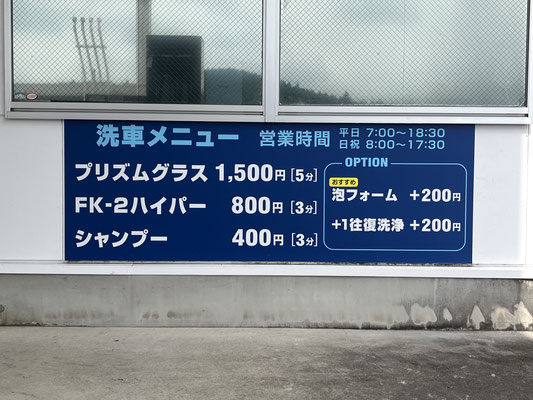 洗車メニュー 営業時間 平日 7:00～18:30
日祝 8:00～17:30
プリズムグラス 1,500円 [5分]
FK-2ハイパー 800円 [3分]
シャンプー 400円 [3分]
OPTION
おすすめ
泡フォーム +200円
+1往復洗浄 +200円